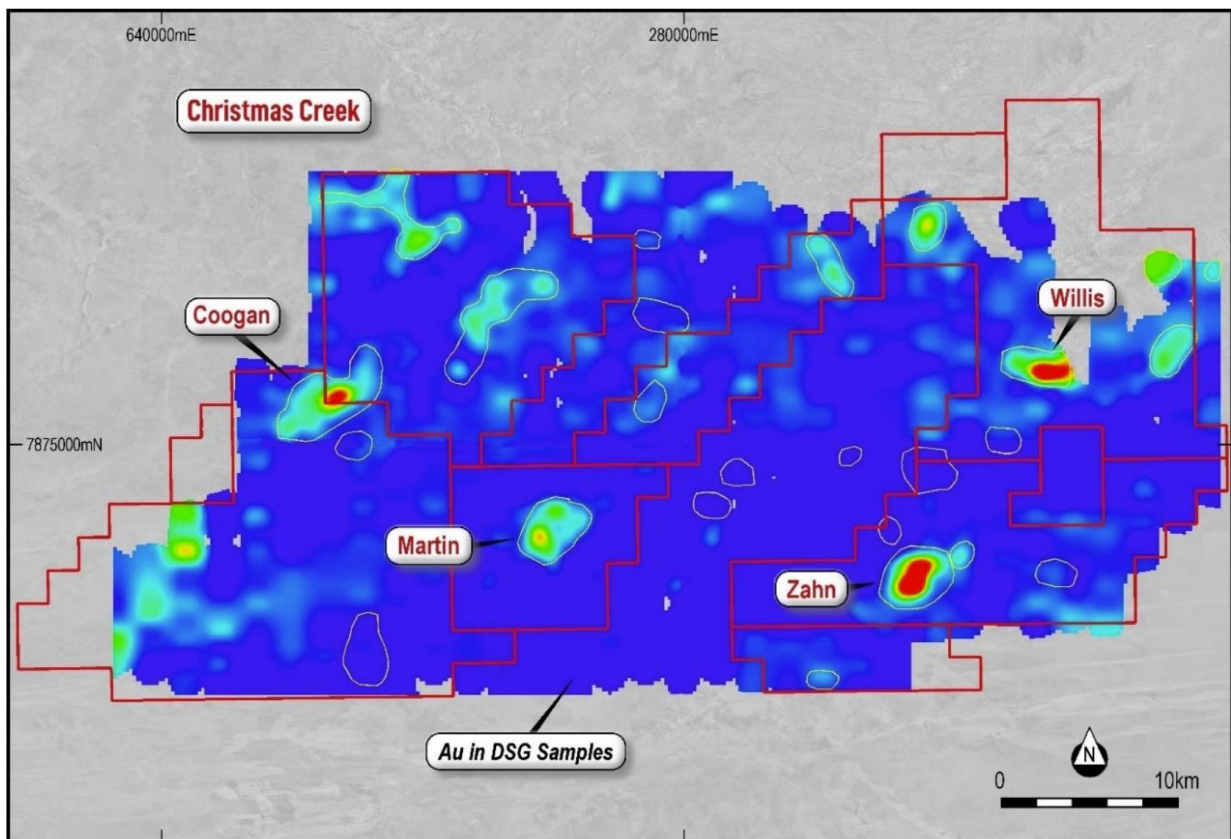 640000mE
280000mE
Christmas Creek
Willis
Coogan
7875000mN
Martin
Zahn
Au in DSG Samples
N
0
10km